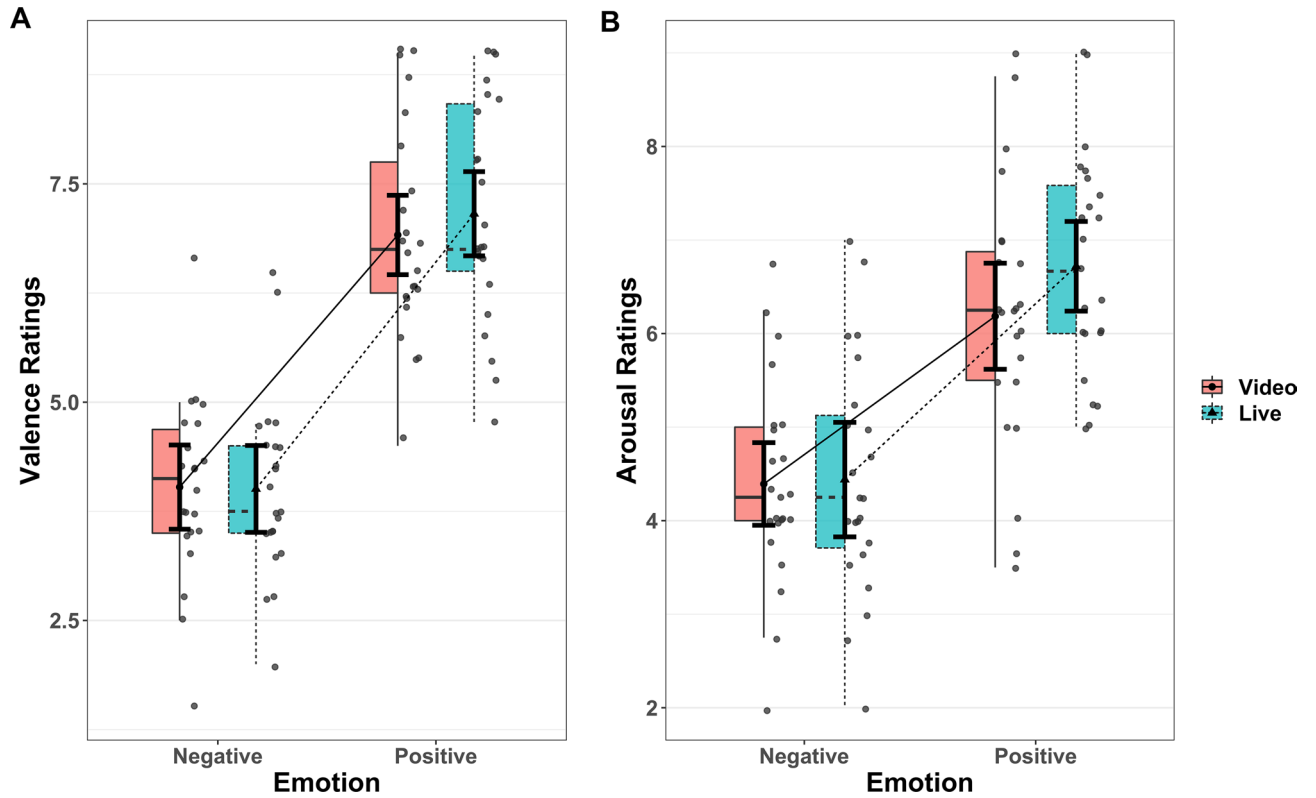 A
Valence Ratings
7.5
5.0
2.5
Negative
Positive
Emotion
B
Arousal Ratings
8
6
4
2
Negative
Positive
Emotion
Video
Live